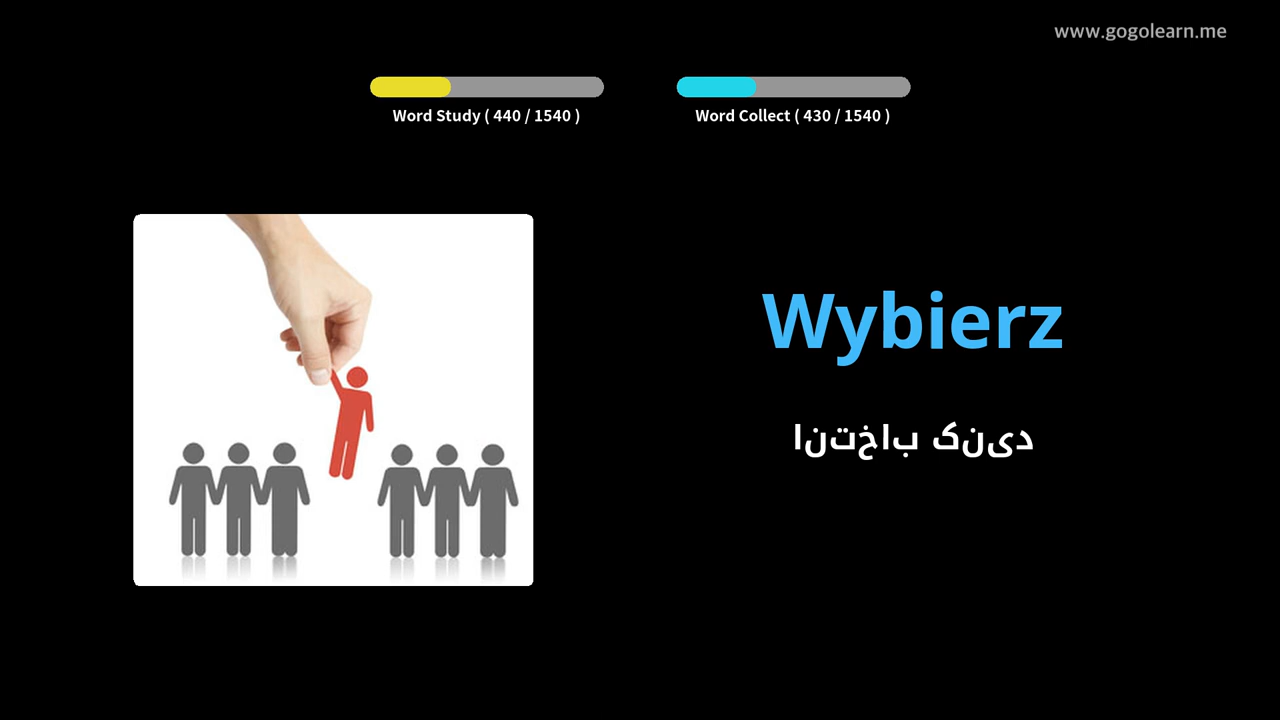 www.gogolearn.me
Word Study ( 440 / 1540 )
Word Collect ( 430 / 1540 )
Wybierz
انتخاب کنید